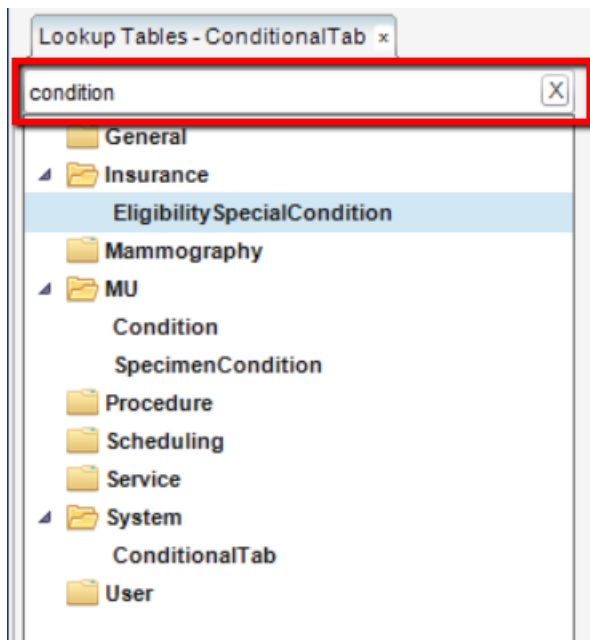 Lookup Tables - ConditionalTab ×
condition X
General
Insurance
EligibilitySpecialCondition
Mammography
MU
Condition
SpecimenCondition
Procedure
Scheduling
Service
System
ConditionalTab
User